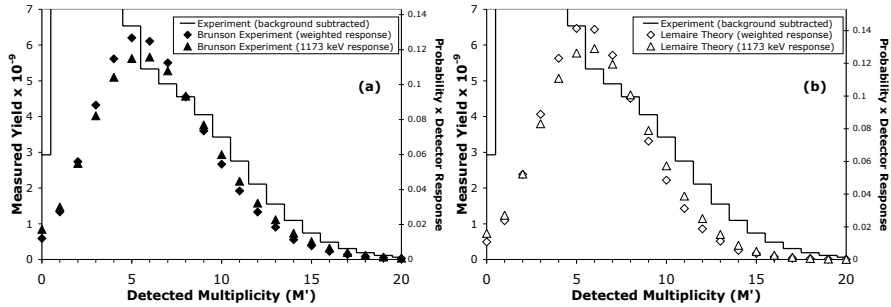 7
6
5
4
3
2
1
0
Measured Yield x 10⁻⁹
Experiment (background subtracted)
Brunson Experiment (weighted response)
Brunson Experiment (1173 keV response)
(a)
0.14
0.12
0.1
0.08
0.06
0.04
0.02
0
Probability x Detector Response
0 5 10 15 20
Detected Multiplicity (M')
7
6
5
4
3
2
1
0
Measured Yield x 10⁻⁶
Experiment (background subtracted)
Lemaire Theory (weighted response)
Lemaire Theory (1173 keV response)
(b)
0.14
0.12
0.1
0.08
0.06
0.04
0.02
0
Probability x Detector Response
0 5 10 15 20
Detected Multiplicity (M')